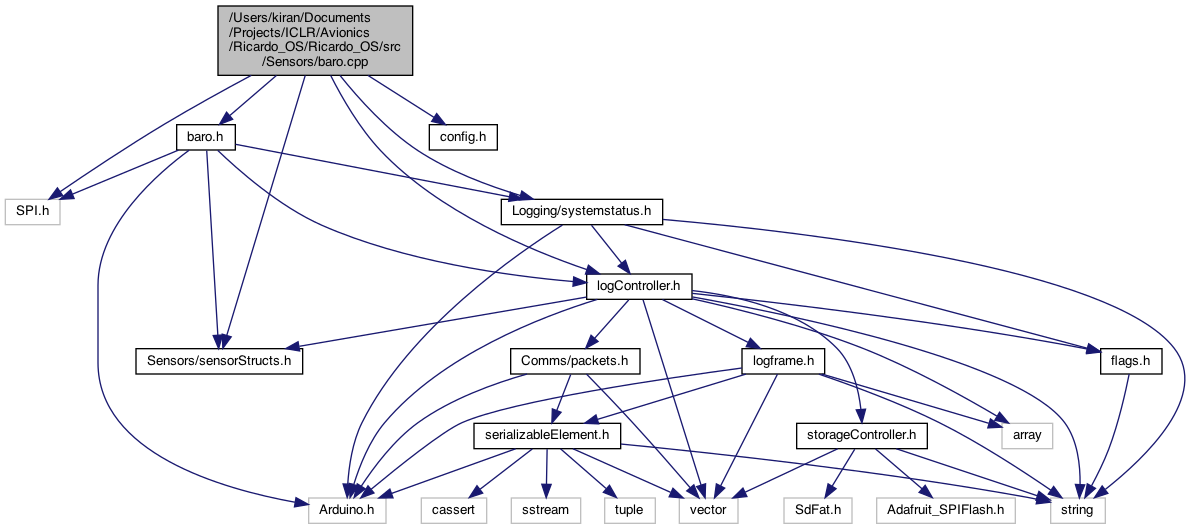 /Users/kiran/Documents
/Projects/ICLR/Avionics
/Ricardo_OS/Ricardo_OS/src
/Sensors/baro.cpp
baro.h
config.h
SPI.h
Logging/systemstatus.h
logController.h
Sensors/sensorStructs.h
Comms/packets.h
logframe.h
flags.h
serializableElement.h
storageController.h
array
Arduino.h
cassert
sstream
tuple
vector
SdFat.h
Adafruit_SPIFlash.h
string